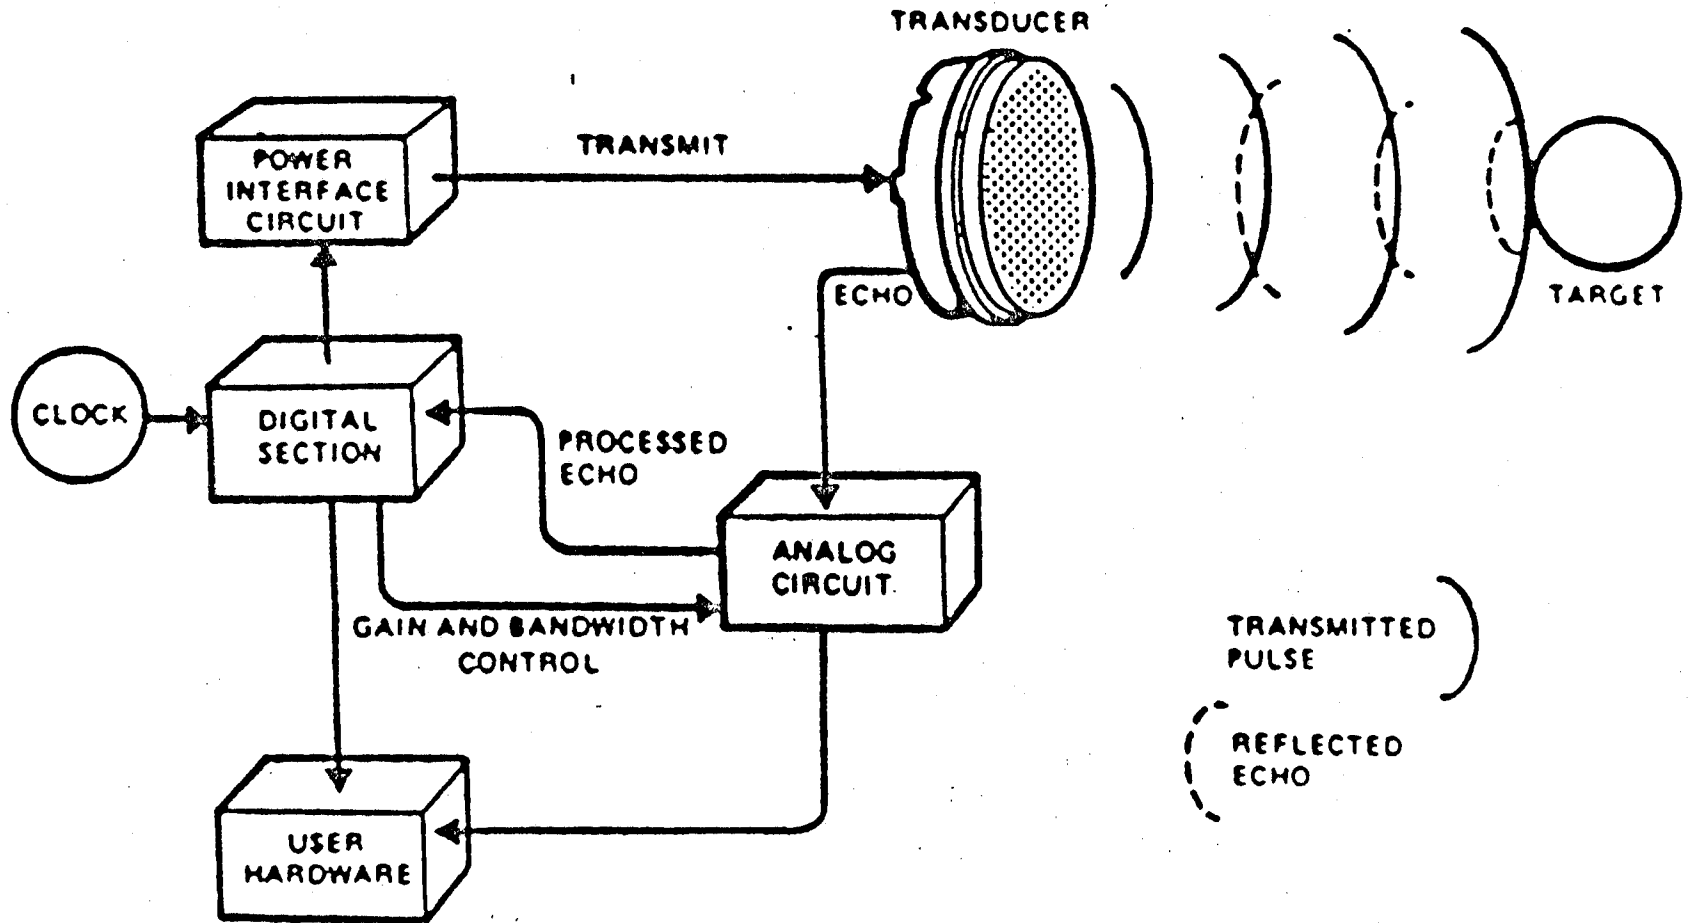 TRANSDUCER
POWER
INTERFACE
CIRCUIT
TRANSMIT
ECHO
TARGET
CLOCK
DIGITAL
SECTION
PROCESSED
ECHO
ANALOG
CIRCUIT.
GAIN AND BANDWIDTH
CONTROL
TRANSMITTED
PULSE
REFLECTED
ECHO
USER
HARDWARE